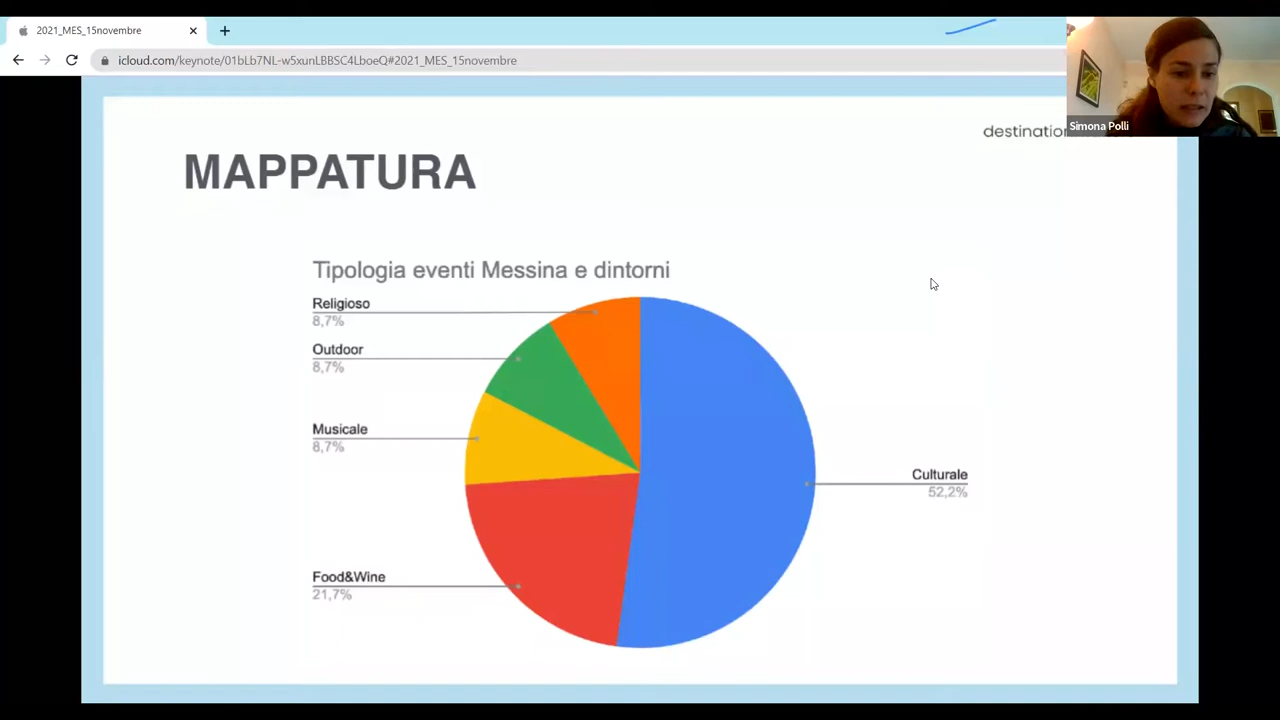 2021_MES_15novembre
icloud.com/keynote/01bLb7NL-w5xunLBBSC4LboeQ#2021_MES_15novembre
Simona Polli
destination
MAPPATURA
Tipologia eventi Messina e dintorni
Religioso
8,7%
Outdoor
8,7%
Musicale
8,7%
Culturale
52,2%
Food&Wine
21,7%